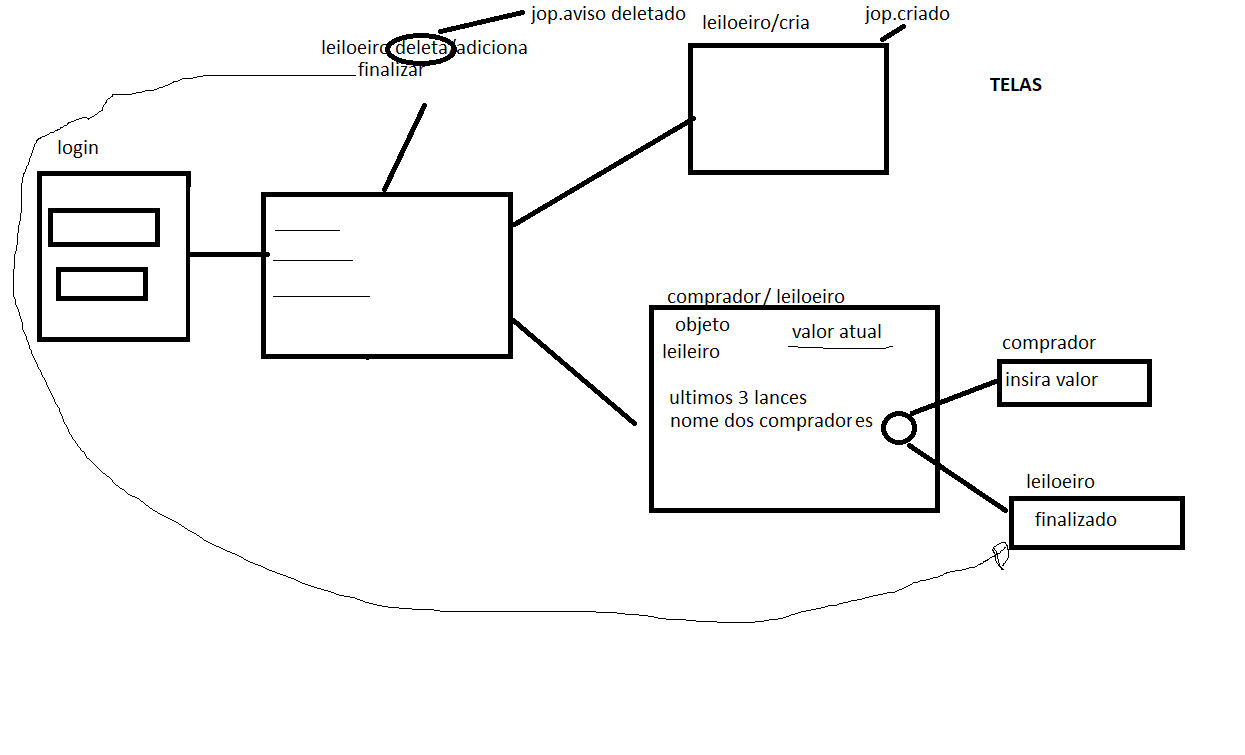 jop.aviso deletado
leiloeiro deleta/adiciona
finalizar
leiloeiro/cria
jop.criado
TELAS
login
comprador/ leiloeiro
objeto
valor atual
leileiro
ultimos 3 lances
nome dos compradores
comprador
insira valor
leiloeiro
finalizado